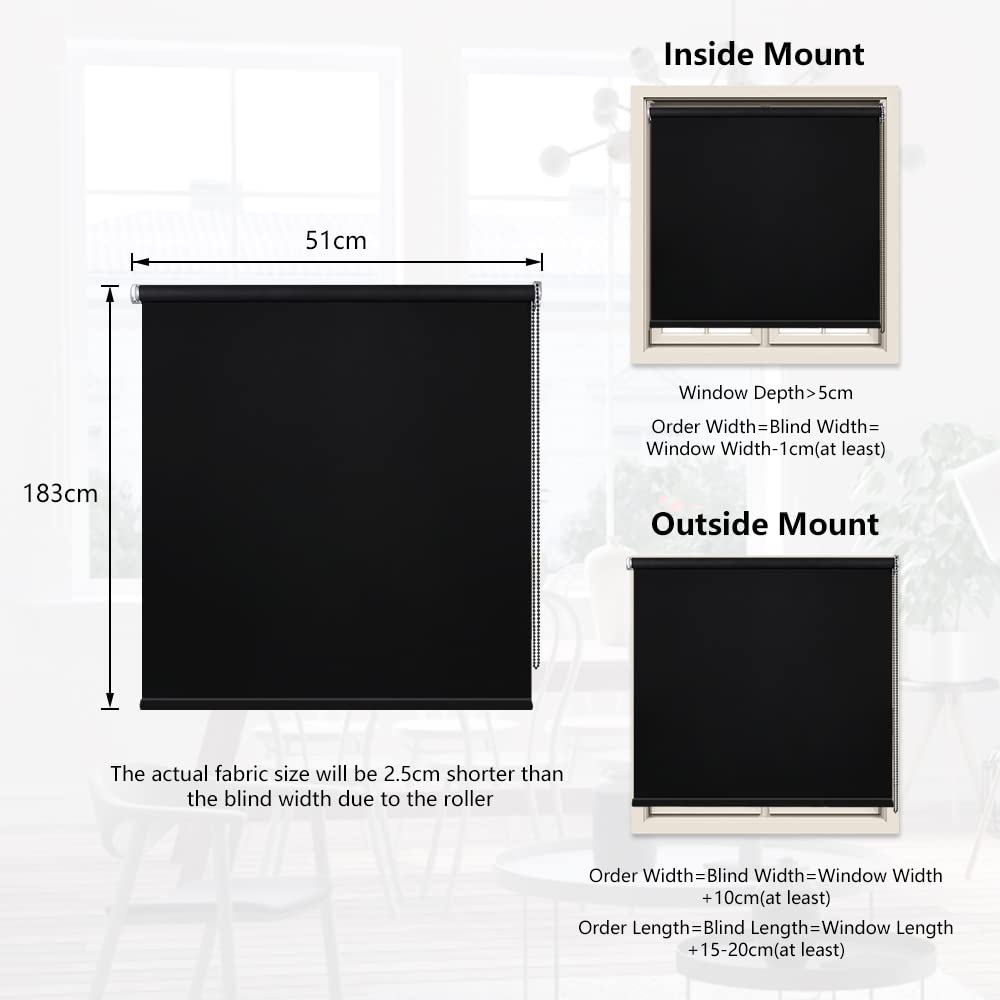 51cm
183cm
The actual fabric size will be 2.5cm shorter than
the blind width due to the roller
Inside Mount
Window Depth>5cm
Order Width=Blind Width=
Window Width-1cm(at least)
Outside Mount
Order Width=Blind Width=Window Width
+10cm(at least)
Order Length=Blind Length=Window Length
+15-20cm(at least)